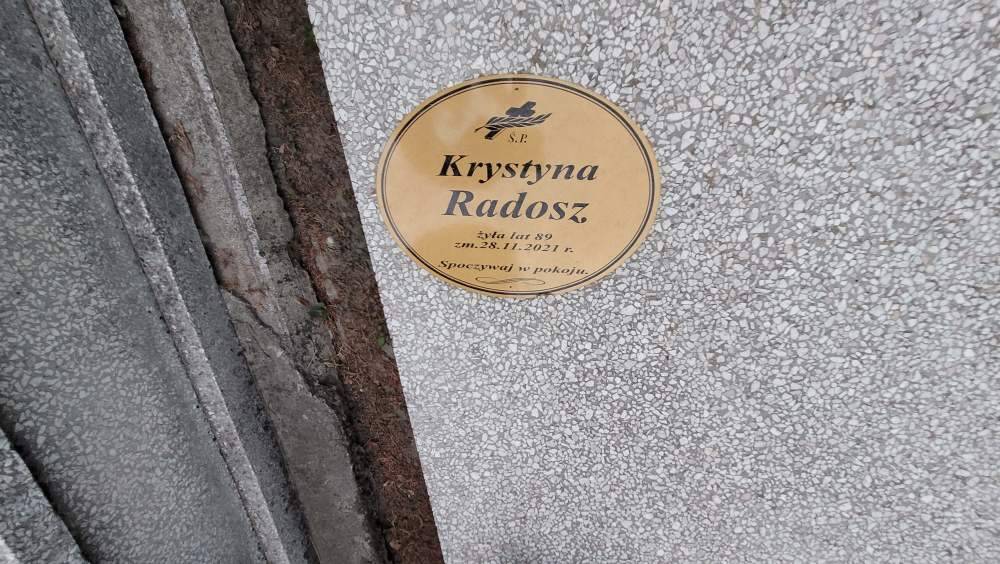 Ś.P.
Krystyna
Radosz
żyła lat 89
zm.28.11.2021 r.
Spoczywaj w pokoju.